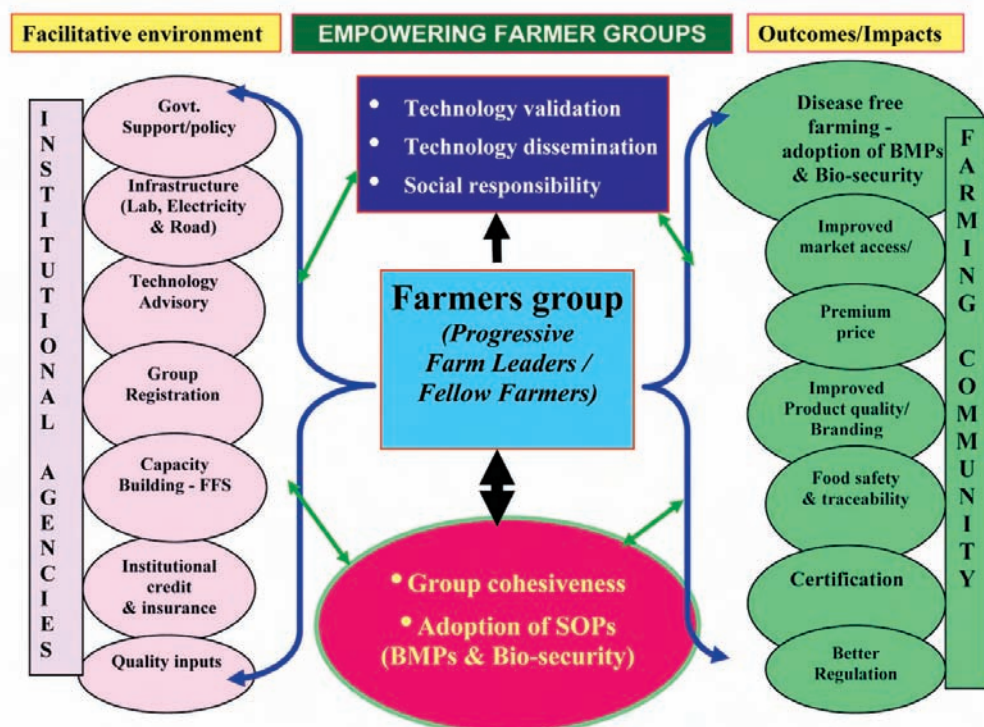 Facilitative environment
EMPOWERING FARMER GROUPS
Outcomes/Impacts
INSTITUTIONAL AGENCIES
Govt.
Support/policy
Infrastructure
(Lab, Electricity
& Road)
Technology
Advisory
Group
Registration
Capacity
Building - FFS
Institutional
credit
& insurance
Quality inputs
• Technology validation
• Technology dissemination
• Social responsibility
Farmers group
(Progressive
Farm Leaders /
Fellow Farmers)
• Group cohesiveness
• Adoption of SOPs
(BMPs & Bio-security)
Disease free
farming -
adoption of BMPs
& Bio-security
Improved
market access/
Premium
price
Improved
Product quality/
Branding
Food safety
& traceability
Certification
Better
Regulation
FARMING COMMUNITY